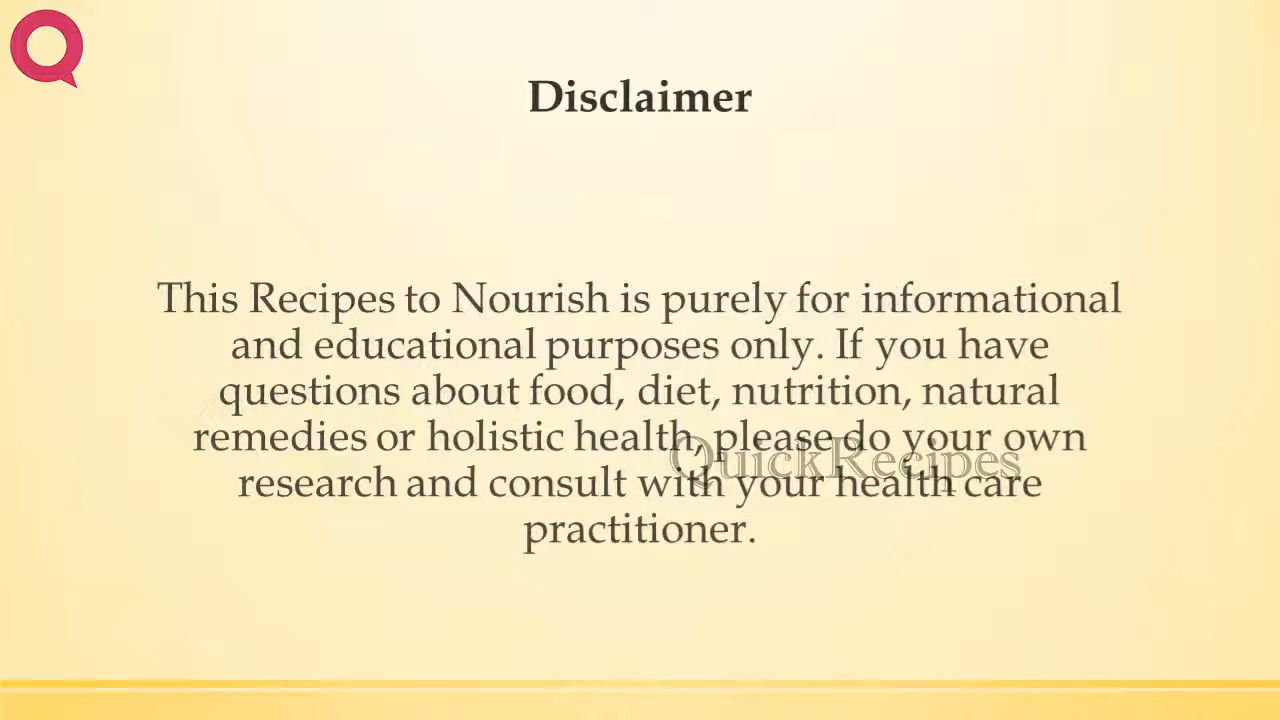 Disclaimer
This Recipes to Nourish is purely for informational
and educational purposes only. If you have
questions about food, diet, nutrition, natural
remedies or holistic health, please do your own
QuickRecipes
research and consult with your health care
practitioner.